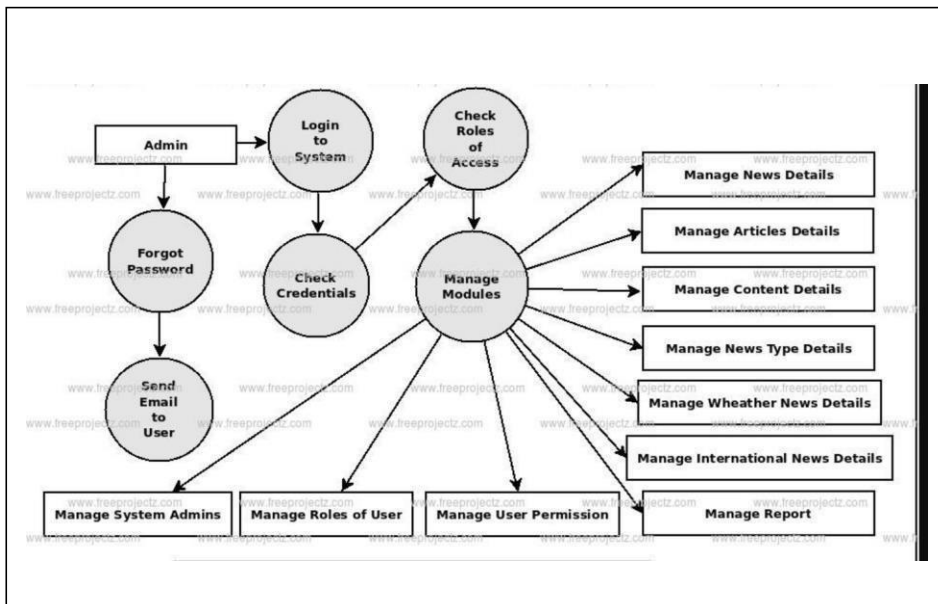 Admin
Login
to
System
Check
Roles
of
Access
Forgot
Password
Check
Credentials
Manage
Modules
Send
Email
to
User
Manage News Details
Manage Articles Details
Manage Content Details
Manage News Type Details
Manage Wheather News Details
Manage International News Details
Manage Report
Manage System Admins
Manage Roles of User
Manage User Permission
www.freeprojectz.com